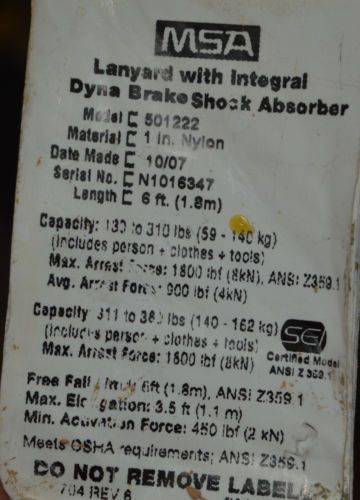 MSA
Lanyard with Integral
Dyna Brake Shock Absorber
Model [ 501222
Material [ 1 in. Nylon
Date Made [ 10/07
Serial No. [ N1016347
Length [ 6 ft. (1.8m)
Capacity: 130 to 310 lbs (59 - 140 kg)
(includes person + clothes + tools)
Max. Arrest Force: 1800 lbf (8kN), ANSI Z359.1
Avg. Arrest Force: 900 lbf (4kN)
Capacity 311 to 380 lbs (140 - 162 kg)
(includes person + clothes + tools)
Max. Arrest Force: 1800 lbf (8kN)
SEI
Certified Model
ANSI Z 359.1
Free Fall Limit 6ft (1.8m), ANSI Z359.1
Max. Elongation: 3.5 ft (1.1 m)
Min. Activation Force: 450 lbf (2 kN)
Meets OSHA requirements; ANSI Z359.1
DO NOT REMOVE LABEL
704 REV 6